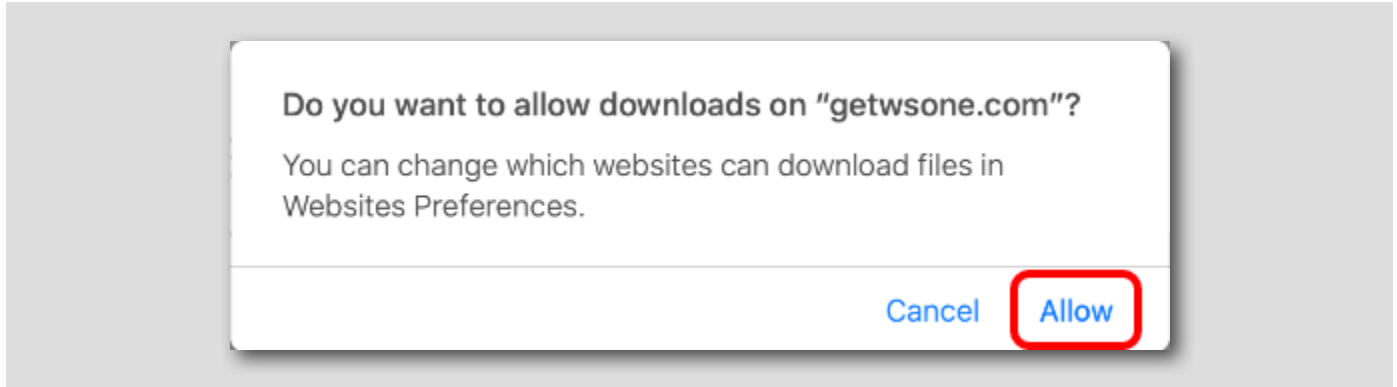 Do you want to allow downloads on “getwsone.com”?
You can change which websites can download files in
Websites Preferences.
Cancel Allow